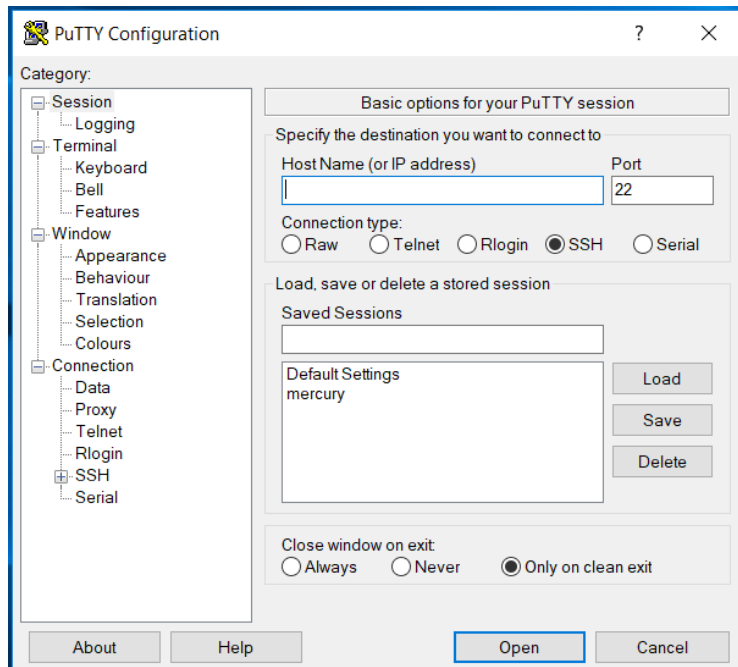 PuTTY Configuration
?
Category:
Session
Logging
Terminal
Keyboard
Bell
Features
Window
Appearance
Behaviour
Translation
Selection
Colours
Connection
Data
Proxy
Telnet
Rlogin
SSH
Serial
Basic options for your PuTTY session
Specify the destination you want to connect to
Host Name (or IP address) Port
22
Connection type:
Raw Telnet Rlogin SSH Serial
Load, save or delete a stored session
Saved Sessions
Default Settings
mercury
Load
Save
Delete
Close window on exit:
Always Never Only on clean exit
About Help Open Cancel